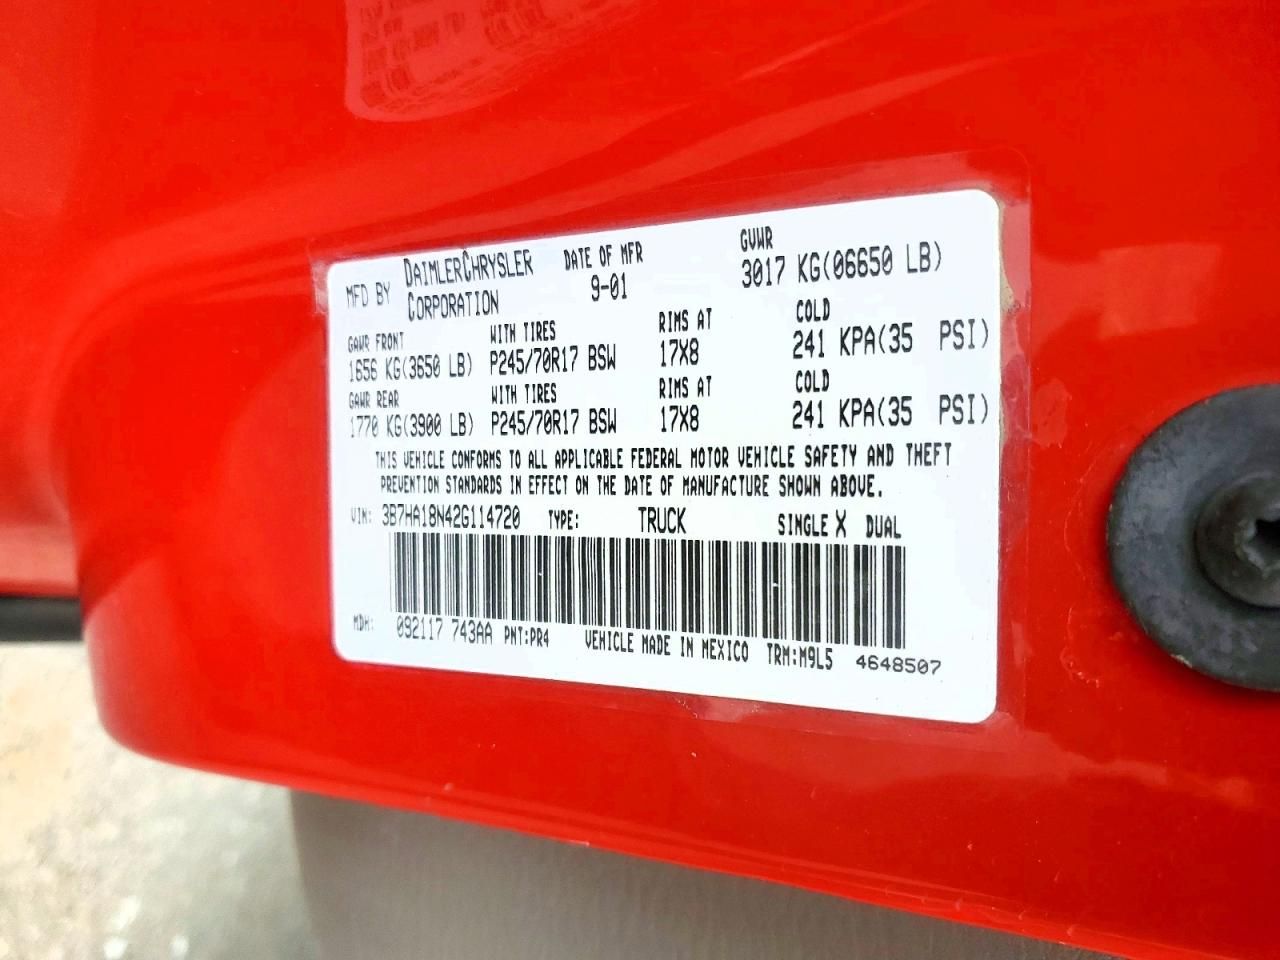 MFD BY DAIMLERCHRYSLER CORPORATION DATE OF MFR 9-01 GVWR 3017 KG(06650 LB)
GAWR FRONT WITH TIRES RIMS AT COLD
1656 KG(3650 LB) P245/70R17 BSW 17X8 241 KPA(35 PSI)
GAWR REAR WITH TIRES RIMS AT COLD
1770 KG(3900 LB) P245/70R17 BSW 17X8 241 KPA(35 PSI)
THIS VEHICLE CONFORMS TO ALL APPLICABLE FEDERAL MOTOR VEHICLE SAFETY AND THEFT
PREVENTION STANDARDS IN EFFECT ON THE DATE OF MANUFACTURE SHOWN ABOVE.
VIN: 3B7HA18N42G114720 TYPE: TRUCK SINGLE X DUAL
MDH: 092117 743AA PNT:PR4 VEHICLE MADE IN MEXICO TRM:M9L5 4648507